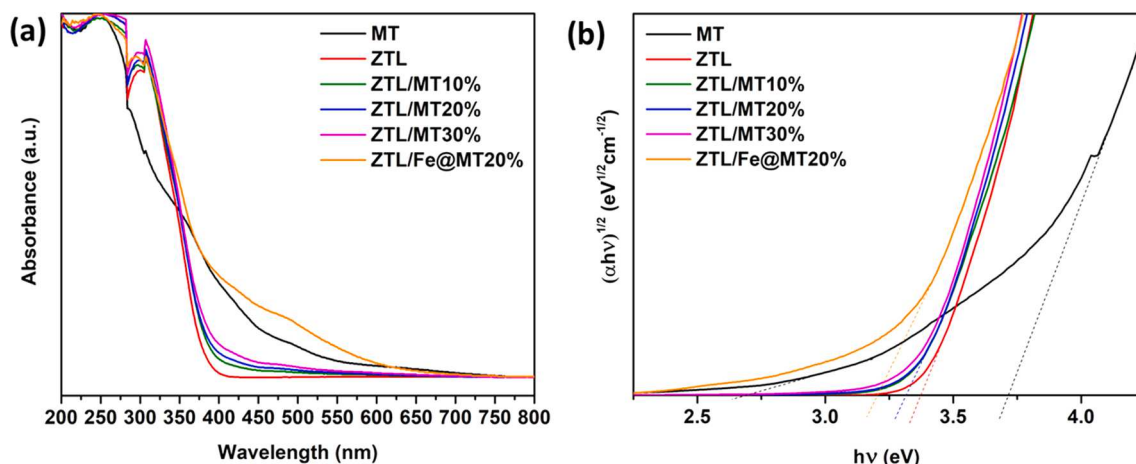 (a)
MT
ZTL
ZTL/MT10%
ZTL/MT20%
ZTL/MT30%
ZTL/Fe@MT20%
Absorbance (a.u.)
200 250 300 350 400 450 500 550 600 650 700 750 800
Wavelength (nm)
(b)
MT
ZTL
ZTL/MT10%
ZTL/MT20%
ZTL/MT30%
ZTL/Fe@MT20%
(αhν)^1/2 (eV^1/2cm^-1/2)
2.5 3.0 3.5 4.0
hν (eV)